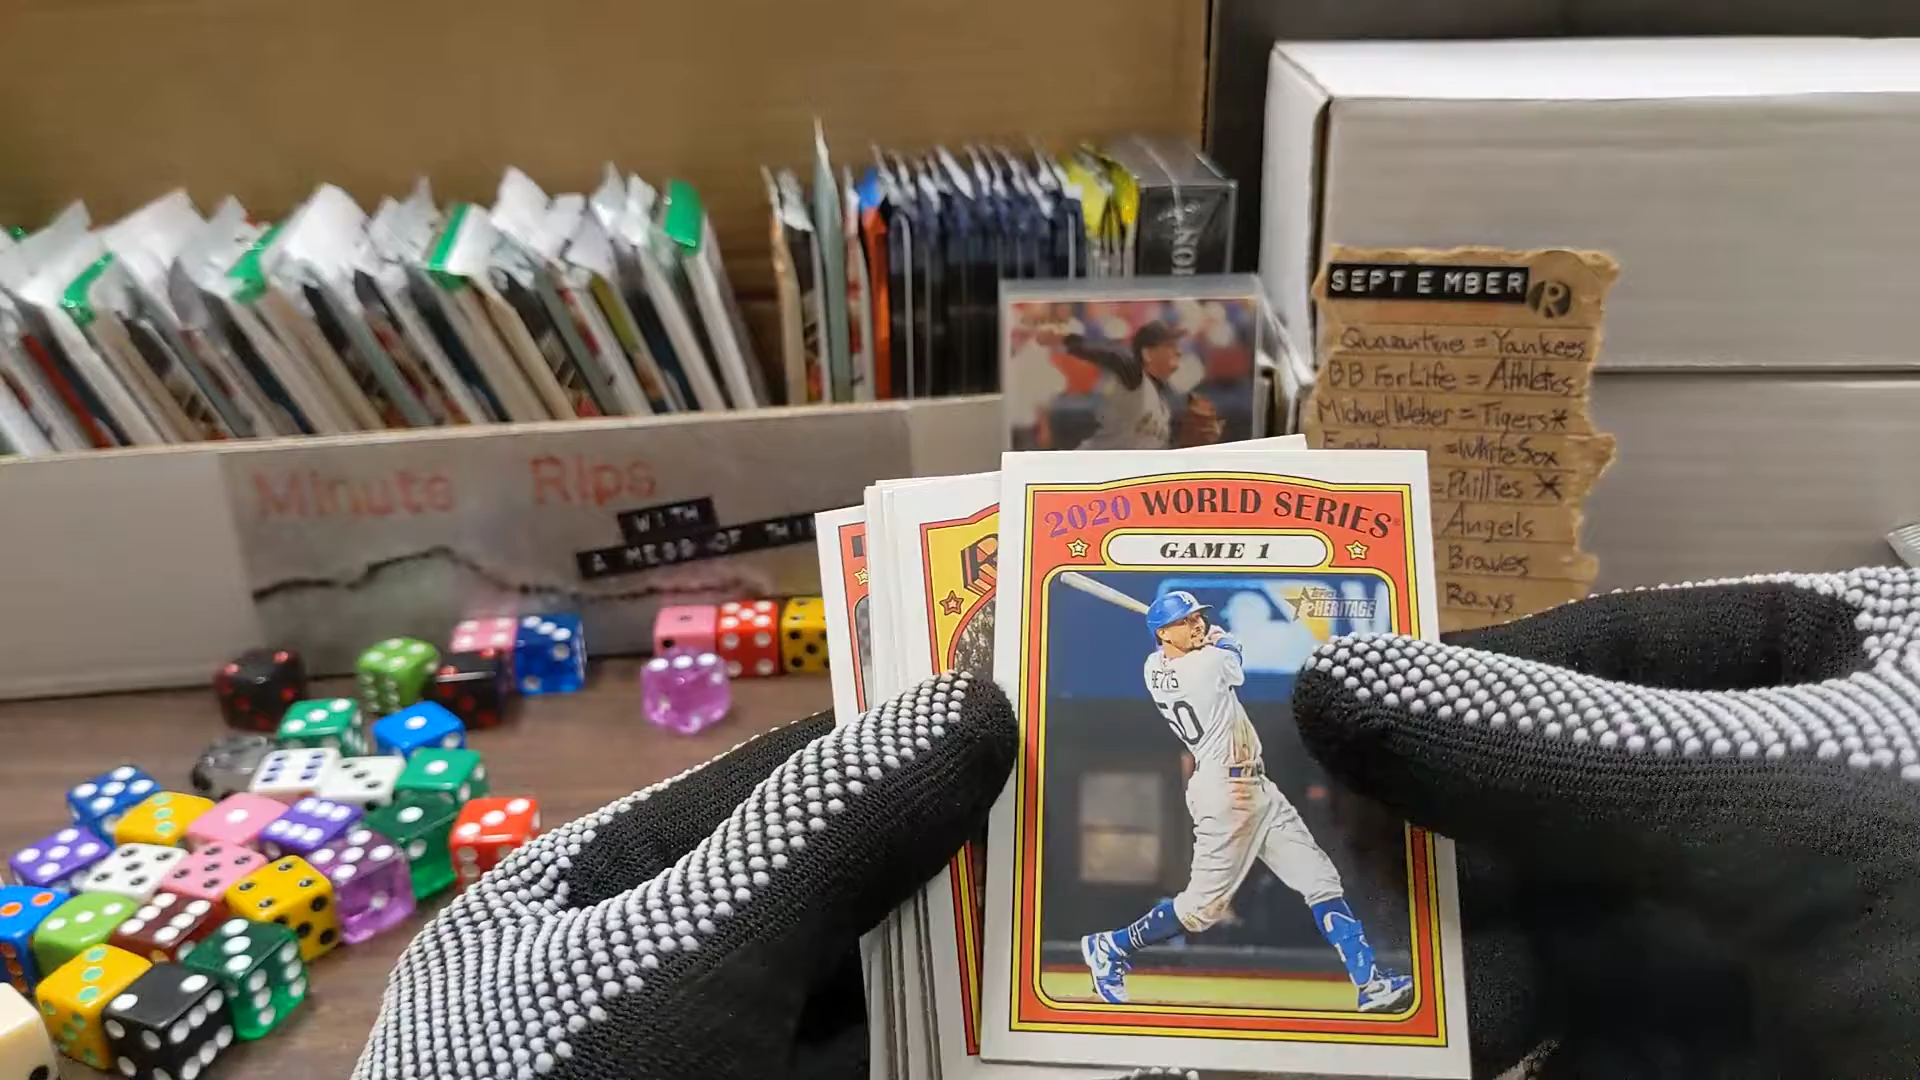 SEPTEMBER R
Quarantine = Yankees
BB ForLife = Athletics
Michael Weber = Tigers*
=WhiteSox
=Phillies *
Angels
Braves
Rays
Minute Rips
WITH
A MESS OF
2020 WORLD SERIES
GAME 1
TOPPS
HERITAGE
BETTS
50